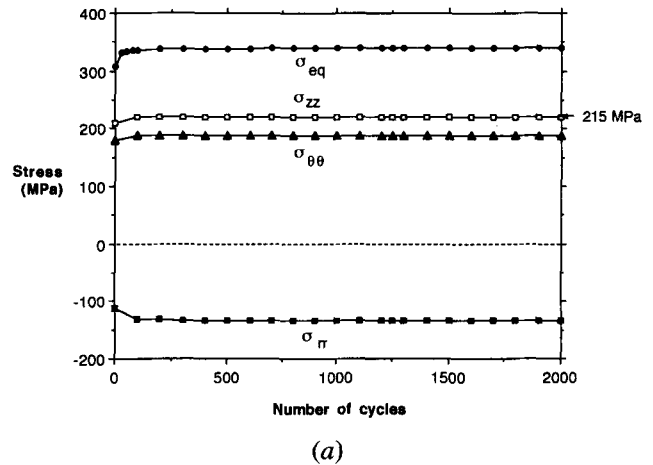 400
300
200
100
0
-100
-200
Stress
(MPa)
σeq
σzz
215 MPa
σθθ
σrr
0
500
1000
1500
2000
Number of cycles
(a)